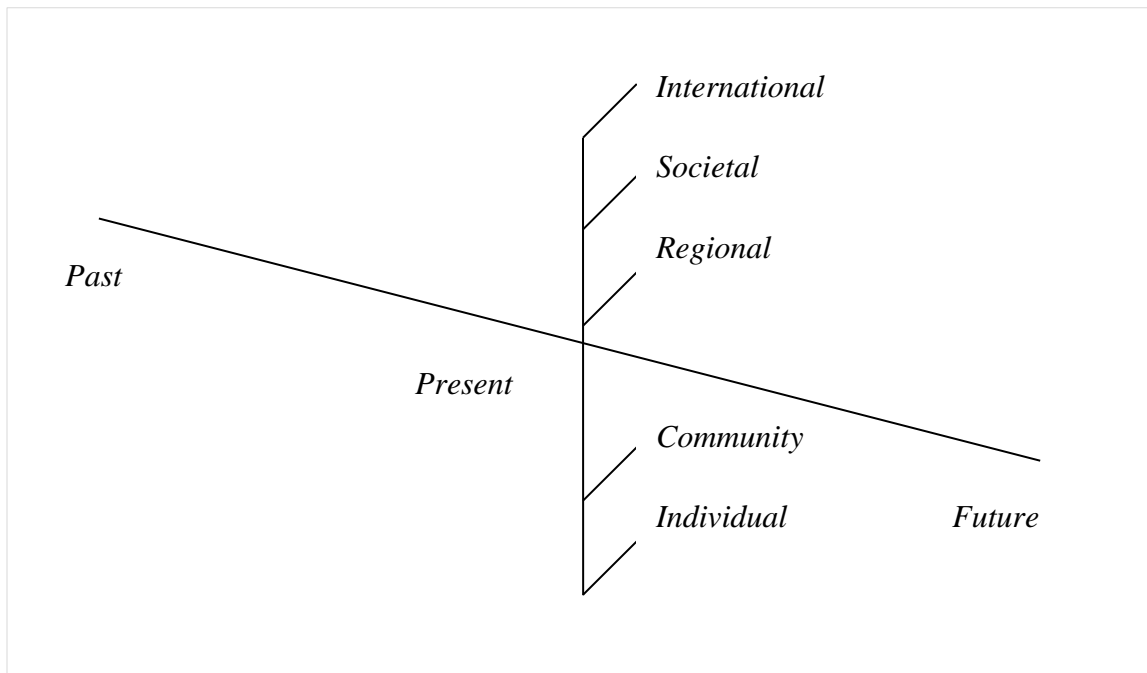 International
Societal
Regional
Past
Present
Community
Individual
Future